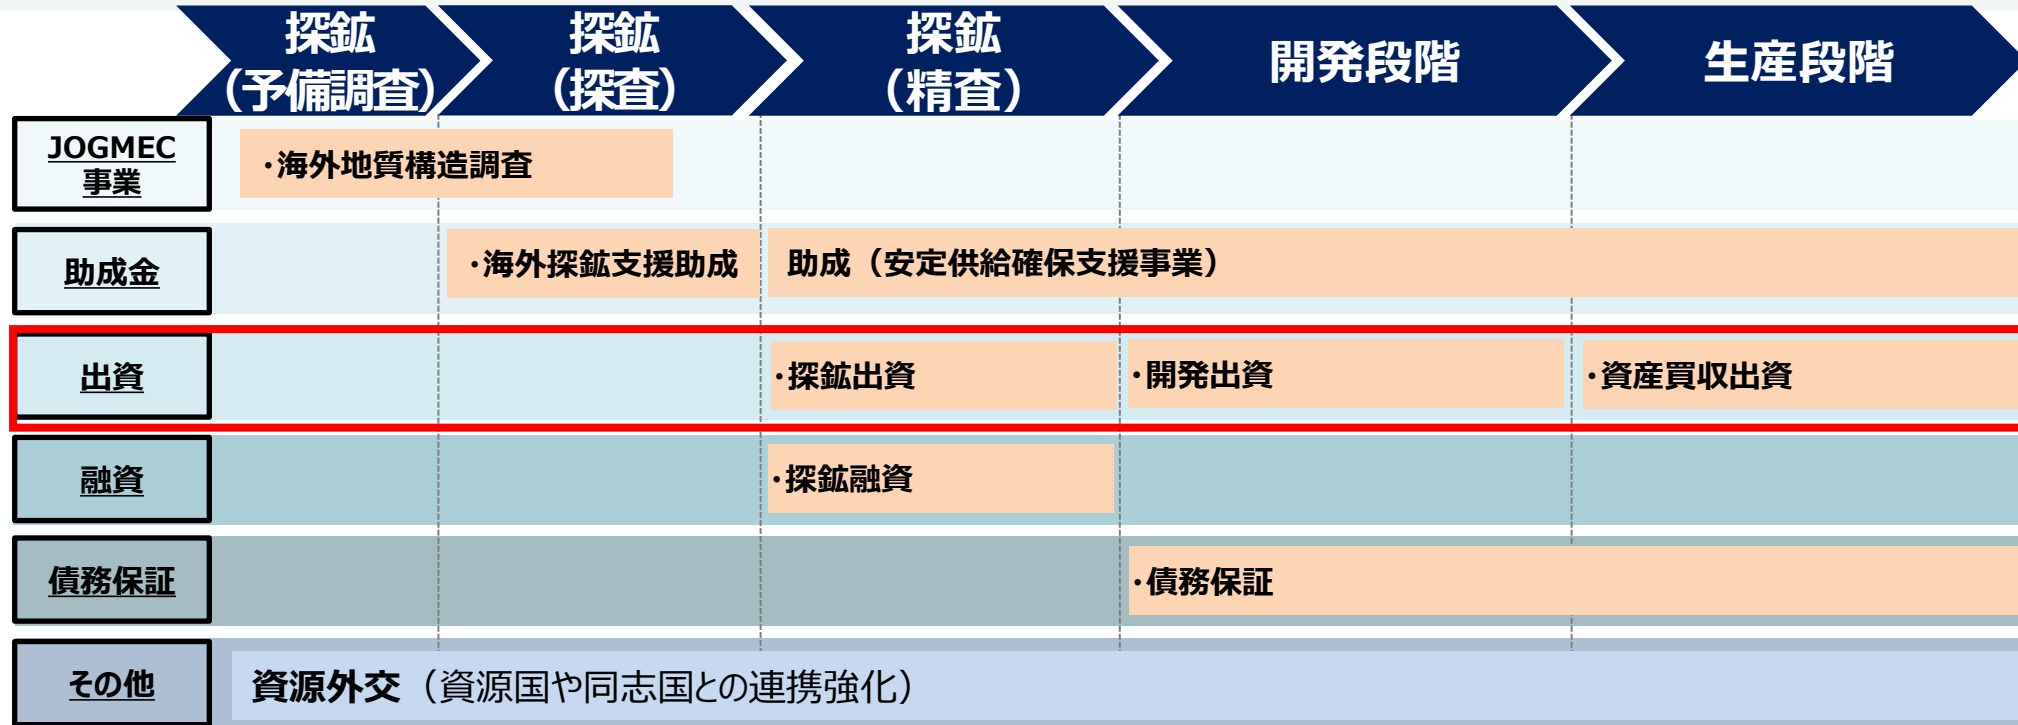 探鉱
（予備調査）
探鉱
（探査）
探鉱
（精査）
開発段階
生産段階
JOGMEC
事業
・海外地質構造調査
助成金
・海外探鉱支援助成
助成（安定供給確保支援事業）
出資
・探鉱出資
・開発出資
・資産買収出資
融資
・探鉱融資
債務保証
・債務保証
その他
資源外交（資源国や同志国との連携強化）